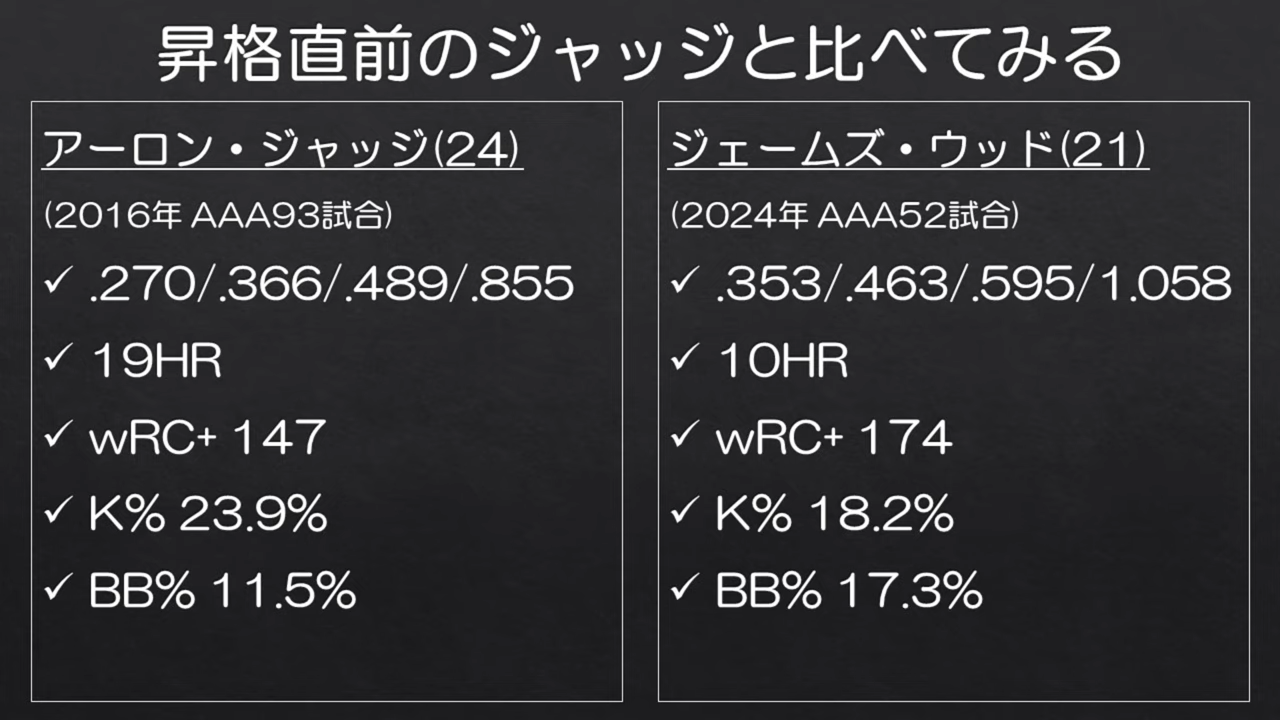 昇格直前のジャッジと比べてみる
アーロン・ジャッジ(24)
(2016年 AAA93試合)
✓ .270/.366/.489/.855
✓ 19HR
✓ wRC+ 147
✓ K% 23.9%
✓ BB% 11.5%
ジェームズ・ウッド(21)
(2024年 AAA52試合)
✓ .353/.463/.595/1.058
✓ 10HR
✓ wRC+ 174
✓ K% 18.2%
✓ BB% 17.3%